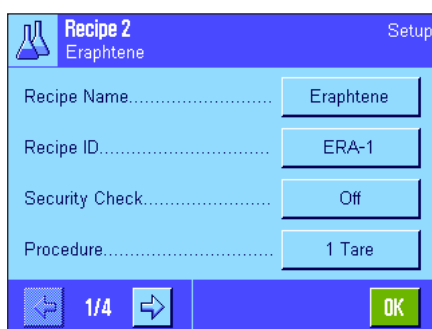 Recipe 2 Setup
Eraphtene
Recipe Name........................... Eraphtene
Recipe ID................................. ERA-1
Security Check........................ Off
Procedure................................ 1 Tare
1/4 OK